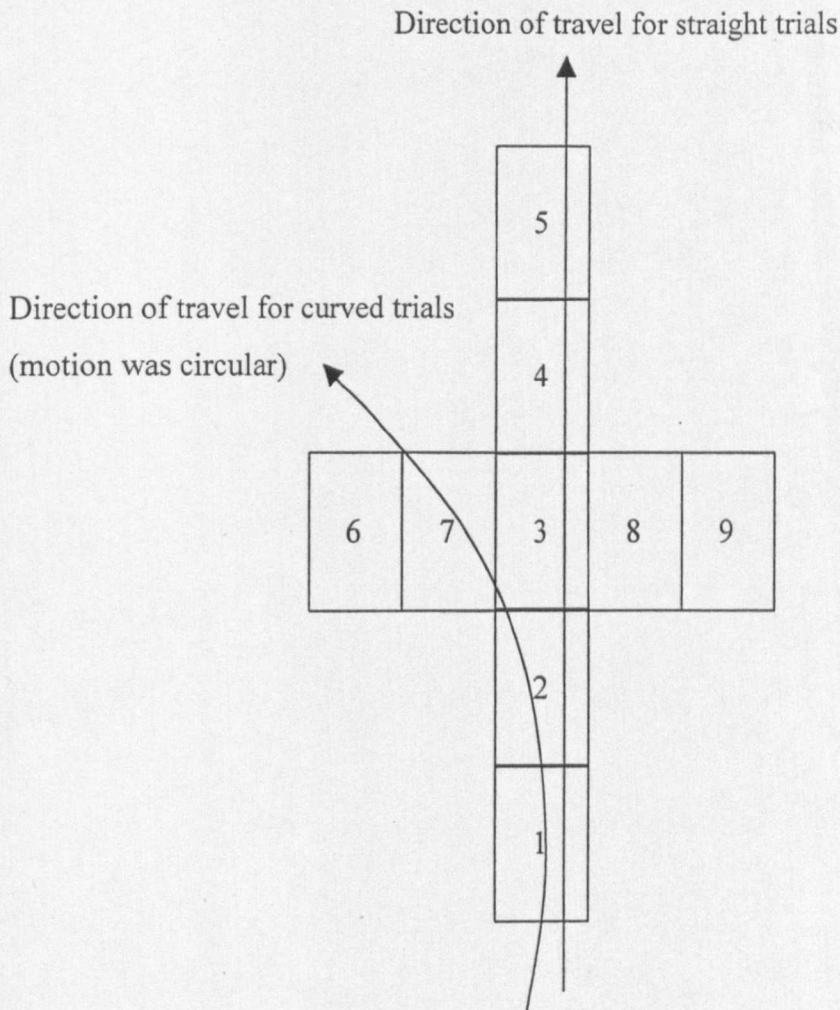 Direction of travel for straight trials
5
Direction of travel for curved trials
(motion was circular)
4
6 7 3 8 9
2
1